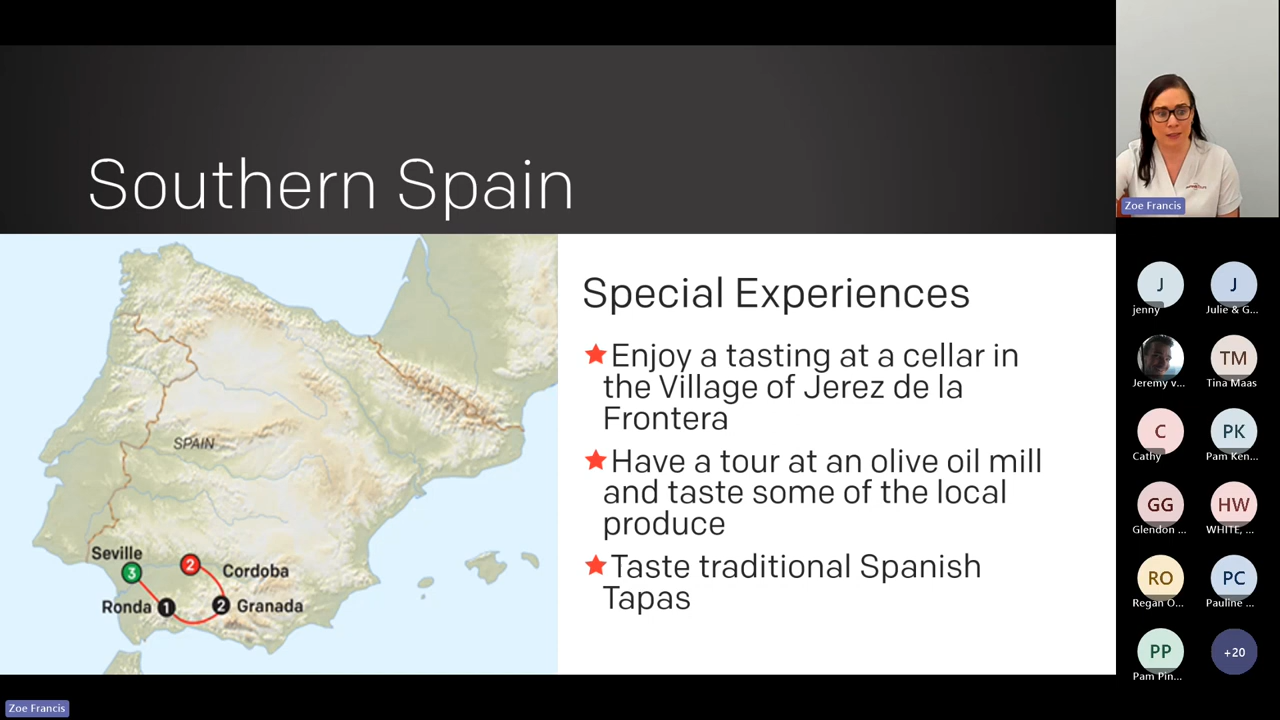 Southern Spain
SPAIN
Seville
3
2
Cordoba
Ronda
1
2
Granada
Special Experiences
Enjoy a tasting at a cellar in
the Village of Jerez de la
Frontera
Have a tour at an olive oil mill
and taste some of the local
produce
Taste traditional Spanish
Tapas
Zoe Francis
J
jenny
J
Julie & G...
Jeremy v...
TM
Tina Maas
C
Cathy
PK
Pam Ken...
GG
Glendon ...
HW
WHITE, ...
RO
Regan O...
PC
Pauline ...
PP
Pam Pin...
+20
Zoe Francis